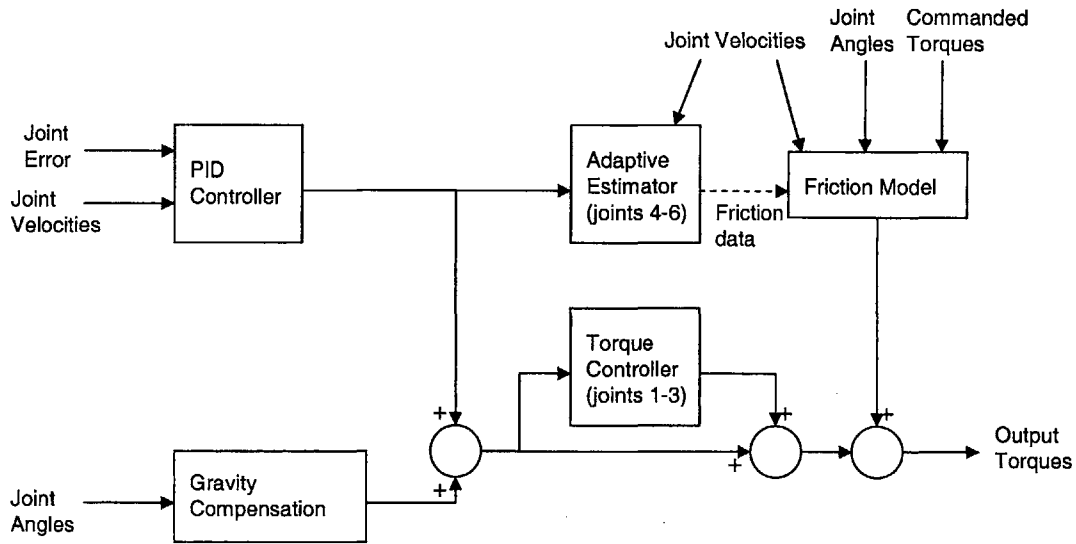 Joint Velocities
Joint
Angles
Commanded
Torques
Joint
Error
Joint
Velocities
PID
Controller
Adaptive
Estimator
(joints 4-6)
Friction
data
Friction Model
Torque
Controller
(joints 1-3)
+
+
+
+
+
Joint
Angles
Gravity
Compensation
Output
Torques